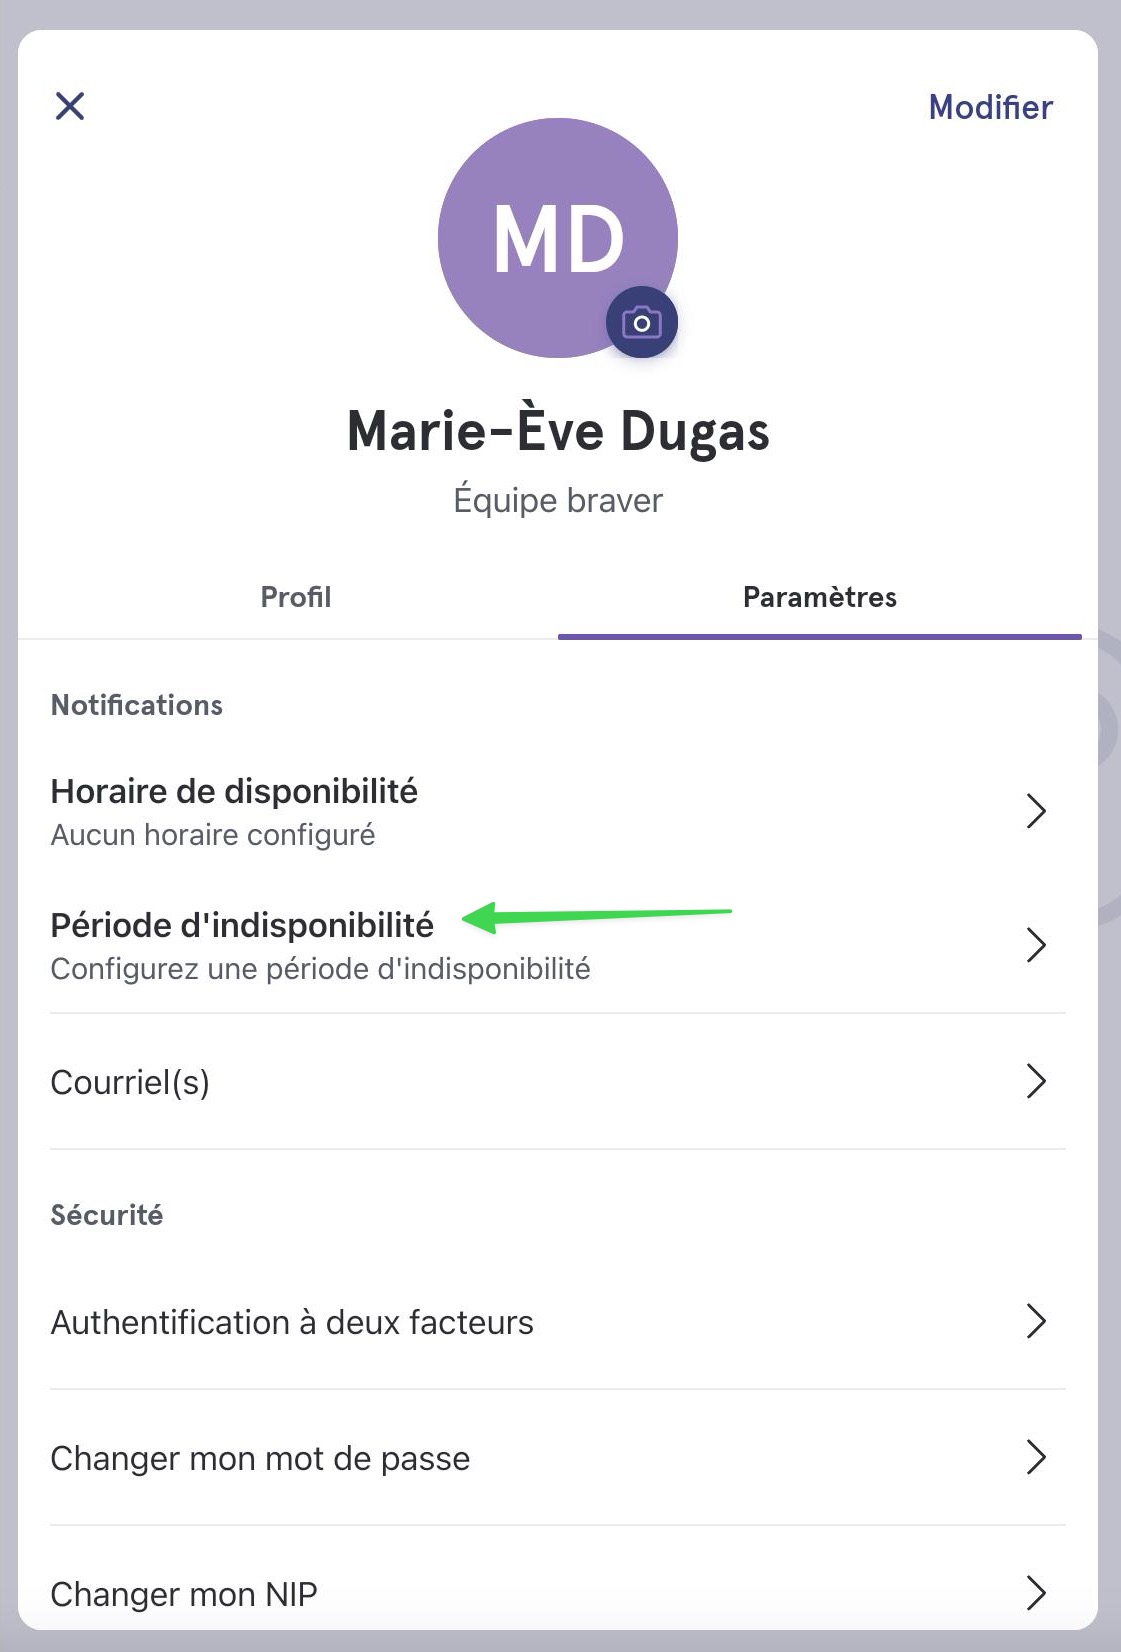 Modifier
MD
Marie-Ève Dugas
Équipe braver
Profil
Paramètres
Notifications
Horaire de disponibilité
Aucun horaire configuré
Période d'indisponibilité
Configurez une période d'indisponibilité
Courriel(s)
Sécurité
Authentification à deux facteurs
Changer mon mot de passe
Changer mon NIP